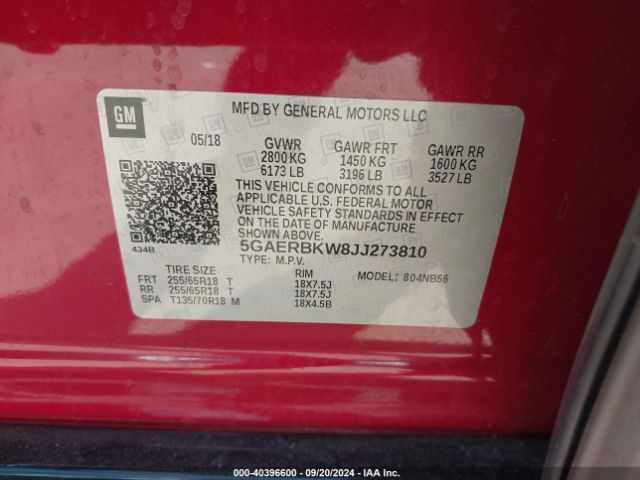 GM
MFD BY GENERAL MOTORS LLC
05/18
GVWR GAWR FRT GAWR RR
2800 KG 1450 KG 1600 KG
6173 LB 3196 LB 3527 LB
THIS VEHICLE CONFORMS TO ALL
APPLICABLE U.S. FEDERAL MOTOR
VEHICLE SAFETY STANDARDS IN EFFECT
ON THE DATE OF MANUFACTURE
SHOWN ABOVE.
434B
5GAERBKW8JJ273810
TYPE: M.P.V. MODEL: 804NB56
TIRE SIZE RIM
FRT 255/65R18 T 18X7.5J
RR 255/65R18 T 18X7.5J
SPA T135/70R18 M 18X4.5B
000-40396600 - 09/20/2024 - IAA Inc.